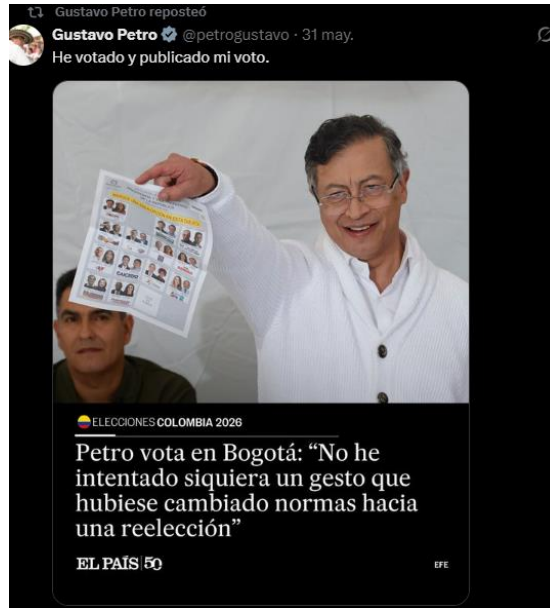 Gustavo Petro reposteó
Gustavo Petro @petrogustavo · 31 may.
He votado y publicado mi voto.
ELECCIONES COLOMBIA 2026
Petro vota en Bogotá: “No he
intentado siquiera un gesto que
hubiese cambiado normas hacia
una reelección”
EL PAÍS 50
EFE